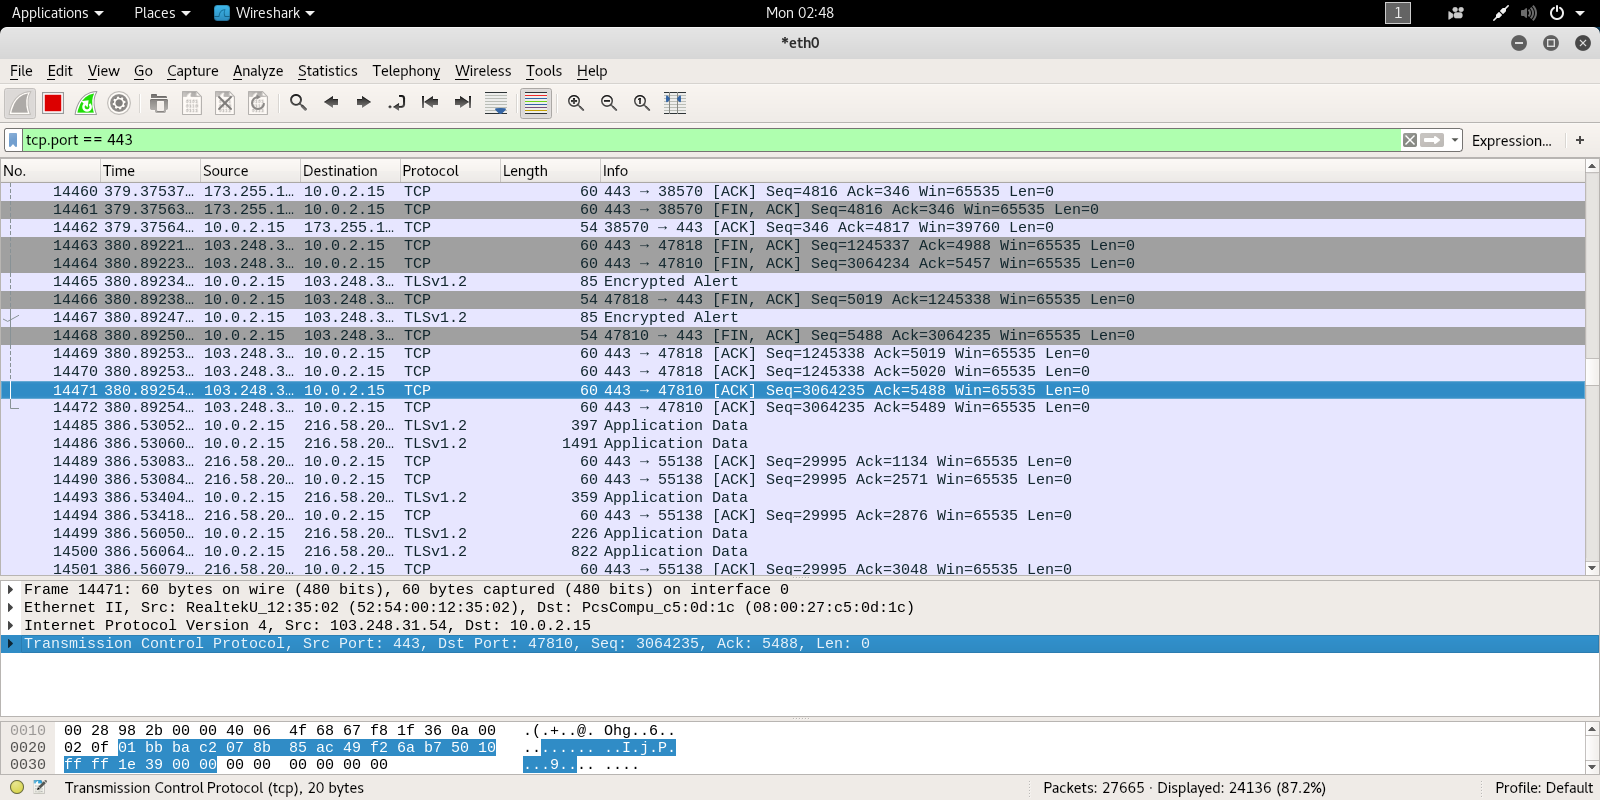 Applications Places Wireshark Mon 02:48 1
*eth0
File Edit View Go Capture Analyze Statistics Telephony Wireless Tools Help
tcp.port == 443 Expression... +
No. Time Source Destination Protocol Length Info
14460 379.37537… 173.255.1… 10.0.2.15 TCP 60 443 → 38570 [ACK] Seq=4816 Ack=346 Win=65535 Len=0
14461 379.37563… 173.255.1… 10.0.2.15 TCP 60 443 → 38570 [FIN, ACK] Seq=4816 Ack=346 Win=65535 Len=0
14462 379.37564… 10.0.2.15 173.255.1… TCP 54 38570 → 443 [ACK] Seq=346 Ack=4817 Win=39760 Len=0
14463 380.89221… 103.248.3… 10.0.2.15 TCP 60 443 → 47818 [FIN, ACK] Seq=1245337 Ack=4988 Win=65535 Len=0
14464 380.89223… 103.248.3… 10.0.2.15 TCP 60 443 → 47810 [FIN, ACK] Seq=3064234 Ack=5457 Win=65535 Len=0
14465 380.89234… 10.0.2.15 103.248.3… TLSv1.2 85 Encrypted Alert
14466 380.89238… 10.0.2.15 103.248.3… TCP 54 47818 → 443 [FIN, ACK] Seq=5019 Ack=1245338 Win=65535 Len=0
14467 380.89247… 10.0.2.15 103.248.3… TLSv1.2 85 Encrypted Alert
14468 380.89250… 10.0.2.15 103.248.3… TCP 54 47810 → 443 [FIN, ACK] Seq=5488 Ack=3064235 Win=65535 Len=0
14469 380.89253… 103.248.3… 10.0.2.15 TCP 60 443 → 47818 [ACK] Seq=1245338 Ack=5019 Win=65535 Len=0
14470 380.89253… 103.248.3… 10.0.2.15 TCP 60 443 → 47818 [ACK] Seq=1245338 Ack=5020 Win=65535 Len=0
14471 380.89254… 103.248.3… 10.0.2.15 TCP 60 443 → 47810 [ACK] Seq=3064235 Ack=5488 Win=65535 Len=0
14472 380.89254… 103.248.3… 10.0.2.15 TCP 60 443 → 47810 [ACK] Seq=3064235 Ack=5489 Win=65535 Len=0
14485 386.53052… 10.0.2.15 216.58.20… TLSv1.2 397 Application Data
14486 386.53060… 10.0.2.15 216.58.20… TLSv1.2 1491 Application Data
14489 386.53083… 216.58.20… 10.0.2.15 TCP 60 443 → 55138 [ACK] Seq=29995 Ack=1134 Win=65535 Len=0
14490 386.53084… 216.58.20… 10.0.2.15 TCP 60 443 → 55138 [ACK] Seq=29995 Ack=2571 Win=65535 Len=0
14493 386.53404… 10.0.2.15 216.58.20… TLSv1.2 359 Application Data
14494 386.53418… 216.58.20… 10.0.2.15 TCP 60 443 → 55138 [ACK] Seq=29995 Ack=2876 Win=65535 Len=0
14499 386.56050… 10.0.2.15 216.58.20… TLSv1.2 226 Application Data
14500 386.56064… 10.0.2.15 216.58.20… TLSv1.2 822 Application Data
14501 386.56079… 216.58.20… 10.0.2.15 TCP 60 443 → 55138 [ACK] Seq=29995 Ack=3048 Win=65535 Len=0
Frame 14471: 60 bytes on wire (480 bits), 60 bytes captured (480 bits) on interface 0
Ethernet II, Src: RealtekU_12:35:02 (52:54:00:12:35:02), Dst: PcsCompu_c5:0d:1c (08:00:27:c5:0d:1c)
Internet Protocol Version 4, Src: 103.248.31.54, Dst: 10.0.2.15
Transmission Control Protocol, Src Port: 443, Dst Port: 47810, Seq: 3064235, Ack: 5488, Len: 0
0010 00 28 98 2b 00 00 40 06 4f 68 67 f8 1f 36 0a 00 .(.+..@. Ohg..6..
0020 02 0f 01 bb ba c2 07 8b 85 ac 49 f2 6a b7 50 10 ........ ..I.j.P.
0030 ff ff 1e 39 00 00 00 00 00 00 00 00 ...9.... ....
Transmission Control Protocol (tcp), 20 bytes Packets: 27665 · Displayed: 24136 (87.2%) Profile: Default